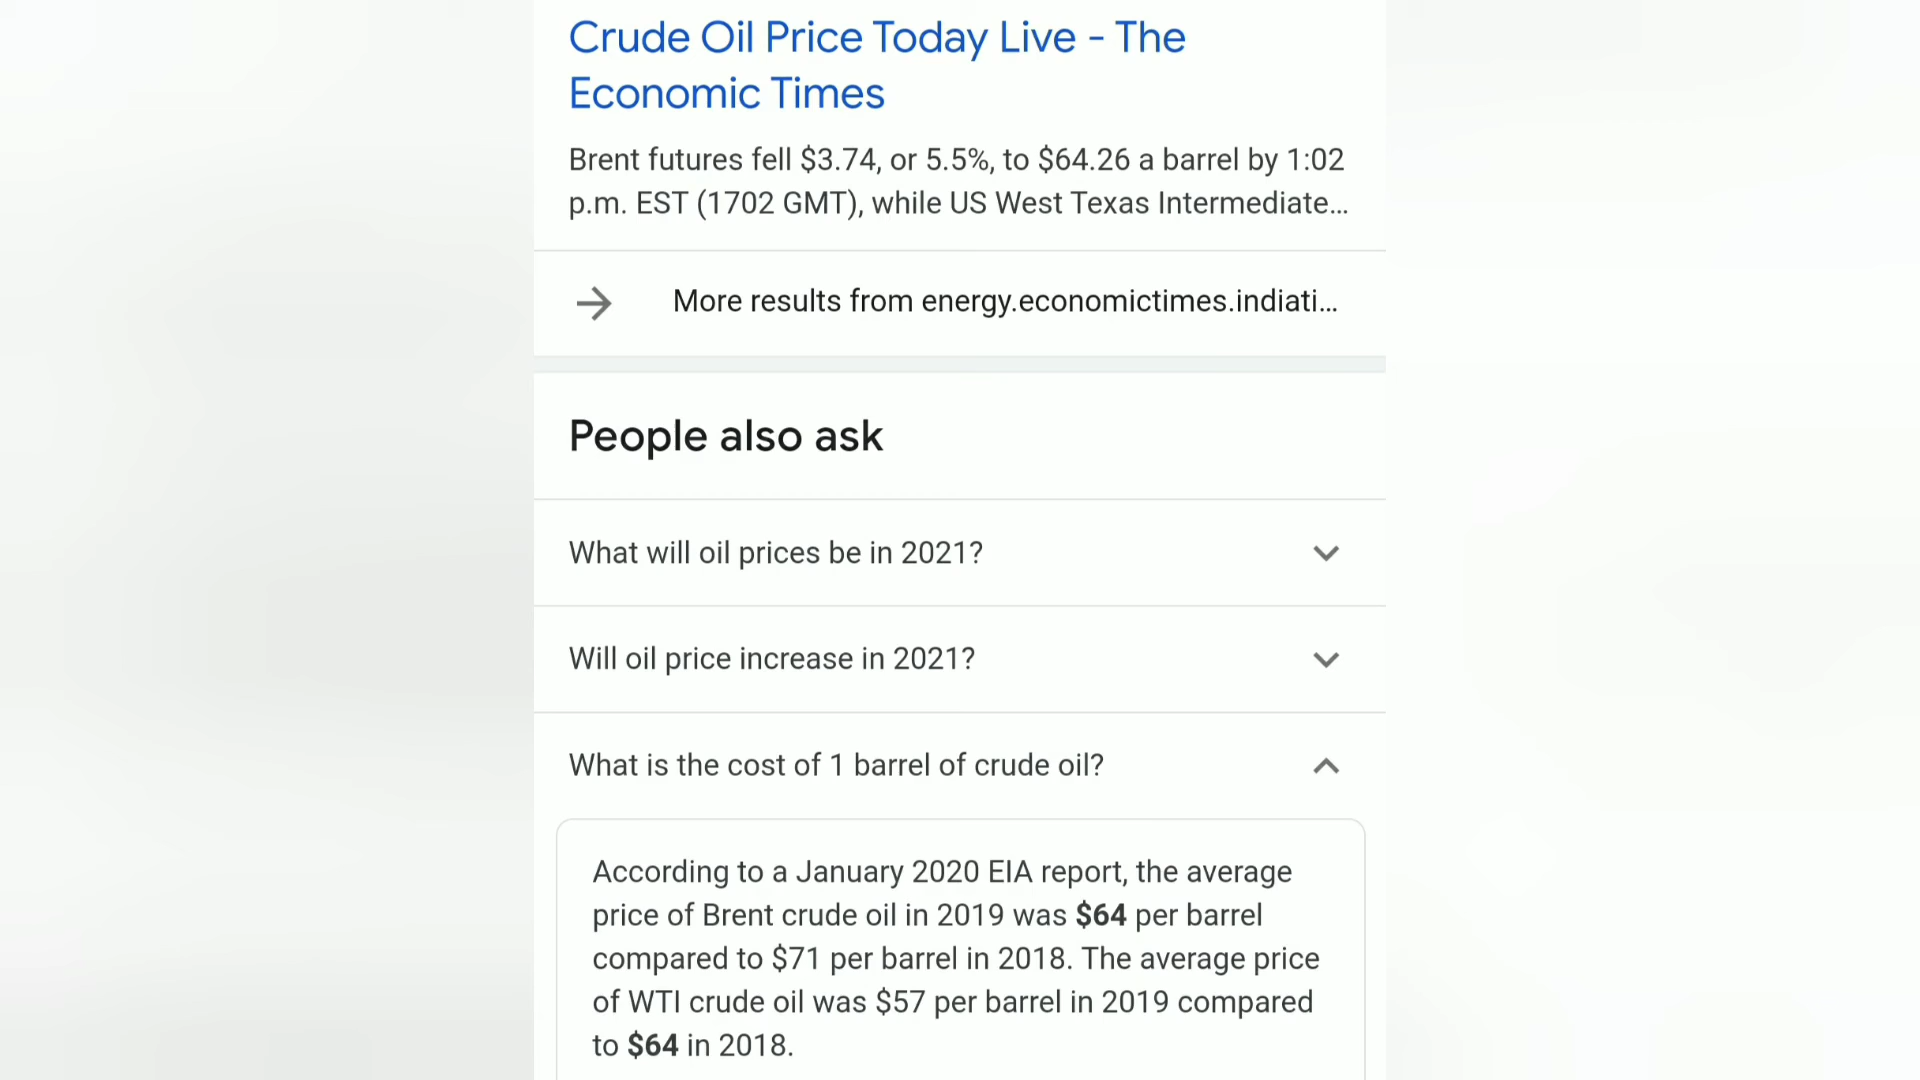 Crude Oil Price Today Live - The
Economic Times
Brent futures fell $3.74, or 5.5%, to $64.26 a barrel by 1:02
p.m. EST (1702 GMT), while US West Texas Intermediate...
More results from energy.economictimes.indiati...
People also ask
What will oil prices be in 2021?
Will oil price increase in 2021?
What is the cost of 1 barrel of crude oil?
According to a January 2020 EIA report, the average
price of Brent crude oil in 2019 was $64 per barrel
compared to $71 per barrel in 2018. The average price
of WTI crude oil was $57 per barrel in 2019 compared
to $64 in 2018.